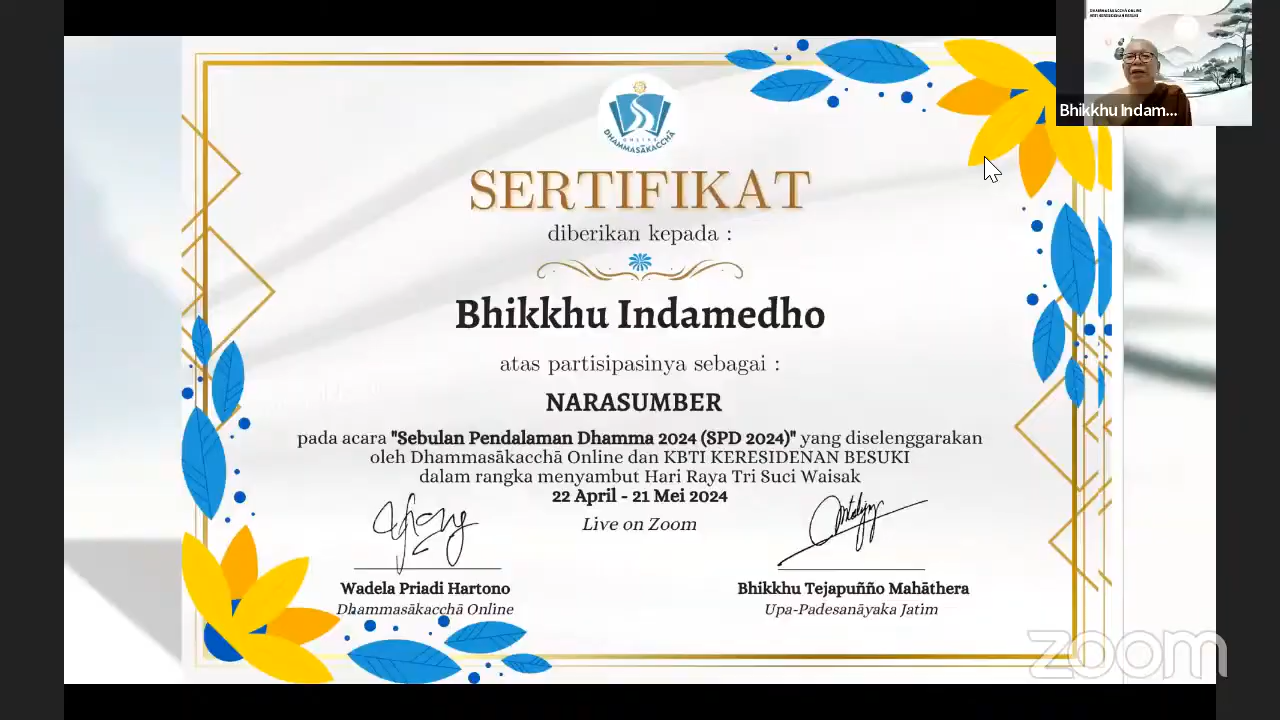 DHAMMASĀKACCHĀ ONLINE
Bhikkhu Indam...
ONLINE
DHAMMASĀKACCHĀ
SERTIFIKAT
diberikan kepada :
Bhikkhu Indamedho
atas partisipasinya sebagai :
NARASUMBER
pada acara "Sebulan Pendalaman Dhamma 2024 (SPD 2024)" yang diselenggarakan
oleh Dhammasākacchā Online dan KBTI KERESIDENAN BESUKI
dalam rangka menyambut Hari Raya Tri Suci Waisak
22 April - 21 Mei 2024
Live on Zoom
Wadela Priadi Hartono
Dhammasākacchā Online
Bhikkhu Tejapuñño Mahāthera
Upa-Padesanāyaka Jatim
zoom